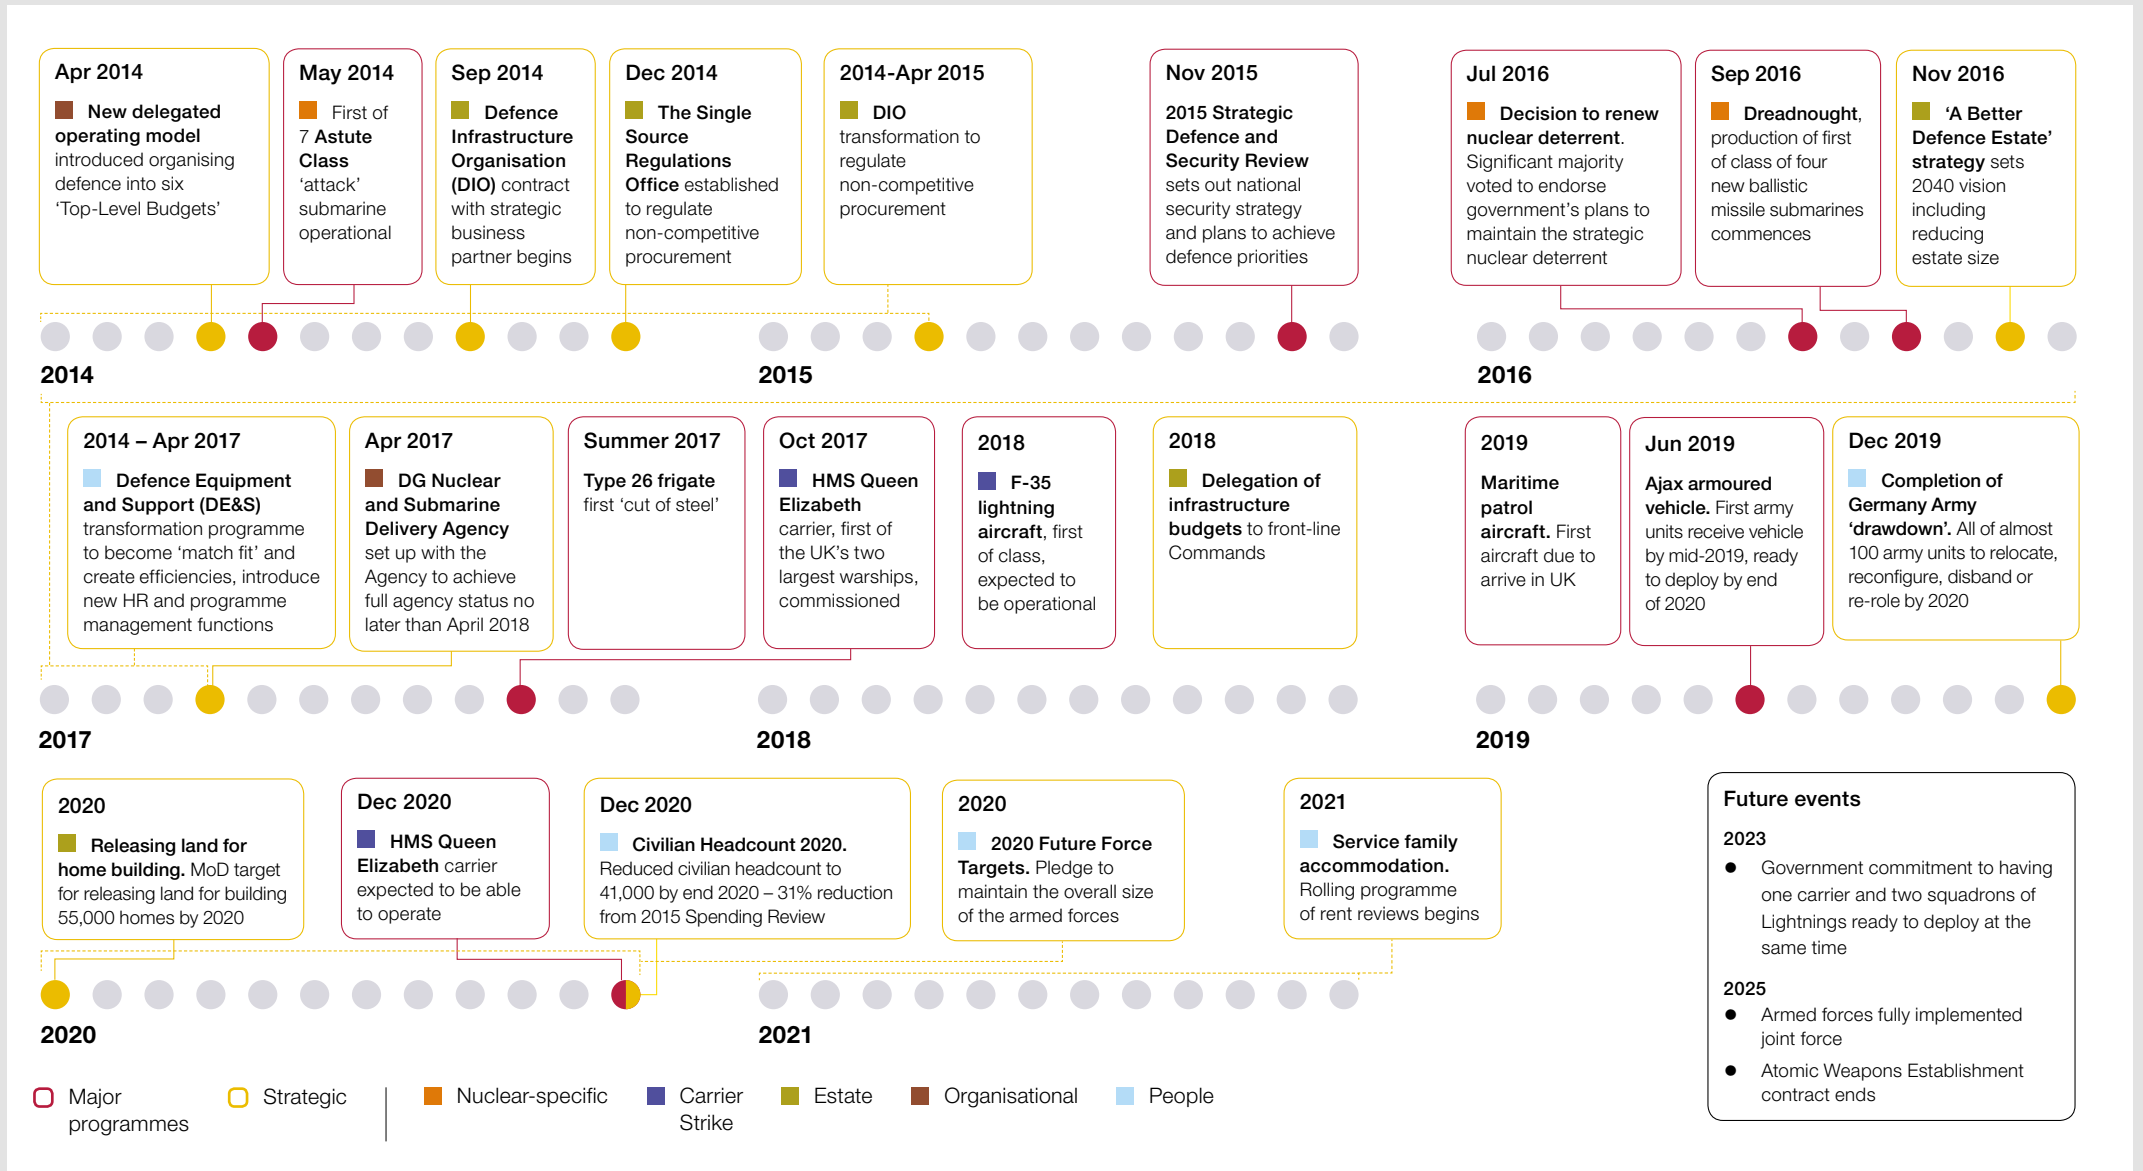 Apr 2014
New delegated
operating model
introduced organising
defence into six
‘Top-Level Budgets’
May 2014
First of
7 Astute
Class
‘attack’
submarine
operational
Sep 2014
Defence
Infrastructure
Organisation
(DIO) contract
with strategic
business
partner begins
Dec 2014
The Single
Source
Regulations
Office established
to regulate
non-competitive
procurement
2014-Apr 2015
DIO
transformation to
regulate
non-competitive
procurement
Nov 2015
2015 Strategic
Defence and
Security Review
sets out national
security strategy
and plans to achieve
defence priorities
Jul 2016
Decision to renew
nuclear deterrent.
Significant majority
voted to endorse
government’s plans to
maintain the strategic
nuclear deterrent
Sep 2016
Dreadnought,
production of first
of class of four
new ballistic
missile submarines
commences
Nov 2016
‘A Better
Defence Estate’
strategy sets
2040 vision
including
reducing
estate size
2014
2015
2016
2014 – Apr 2017
Defence Equipment
and Support (DE&S)
transformation programme
to become ‘match fit’ and
create efficiencies, introduce
new HR and programme
management functions
Apr 2017
DG Nuclear
and Submarine
Delivery Agency
set up with the
Agency to achieve
full agency status no
later than April 2018
Summer 2017
Type 26 frigate
first ‘cut of steel’
Oct 2017
HMS Queen
Elizabeth
carrier, first of
the UK’s two
largest warships,
commissioned
2018
F-35
lightning
aircraft, first
of class,
expected to
be operational
2018
Delegation of
infrastructure
budgets to front-line
Commands
2019
Maritime
patrol
aircraft. First
aircraft due to
arrive in UK
Jun 2019
Ajax armoured
vehicle. First army
units receive vehicle
by mid-2019, ready
to deploy by end
of 2020
Dec 2019
Completion of
Germany Army
‘drawdown’. All of almost
100 army units to relocate,
reconfigure, disband or
re-role by 2020
2017
2018
2019
2020
Releasing land for
home building. MoD target
for releasing land for building
55,000 homes by 2020
Dec 2020
HMS Queen
Elizabeth carrier
expected to be able
to operate
Dec 2020
Civilian Headcount 2020.
Reduced civilian headcount to
41,000 by end 2020 – 31% reduction
from 2015 Spending Review
2020
2020 Future Force
Targets. Pledge to
maintain the overall size
of the armed forces
2021
Service family
accommodation.
Rolling programme
of rent reviews begins
2020
2021
Future events
2023
● Government commitment to having
one carrier and two squadrons of
Lightnings ready to deploy at the
same time
2025
● Armed forces fully implemented
joint force
● Atomic Weapons Establishment
contract ends
Major
programmes
Strategic
Nuclear-specific
Carrier
Strike
Estate
Organisational
People